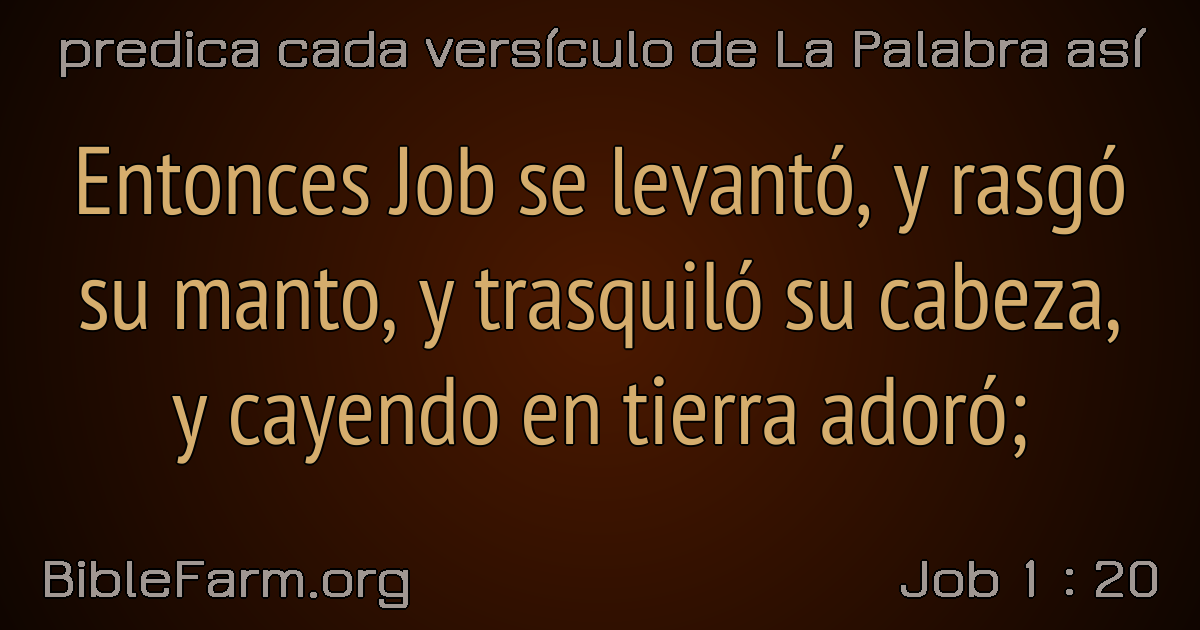 predica cada versículo de La Palabra así
Entonces Job se levantó, y rasgó
su manto, y trasquiló su cabeza,
y cayendo en tierra adoró;
BibleFarm.org
Job 1 : 20